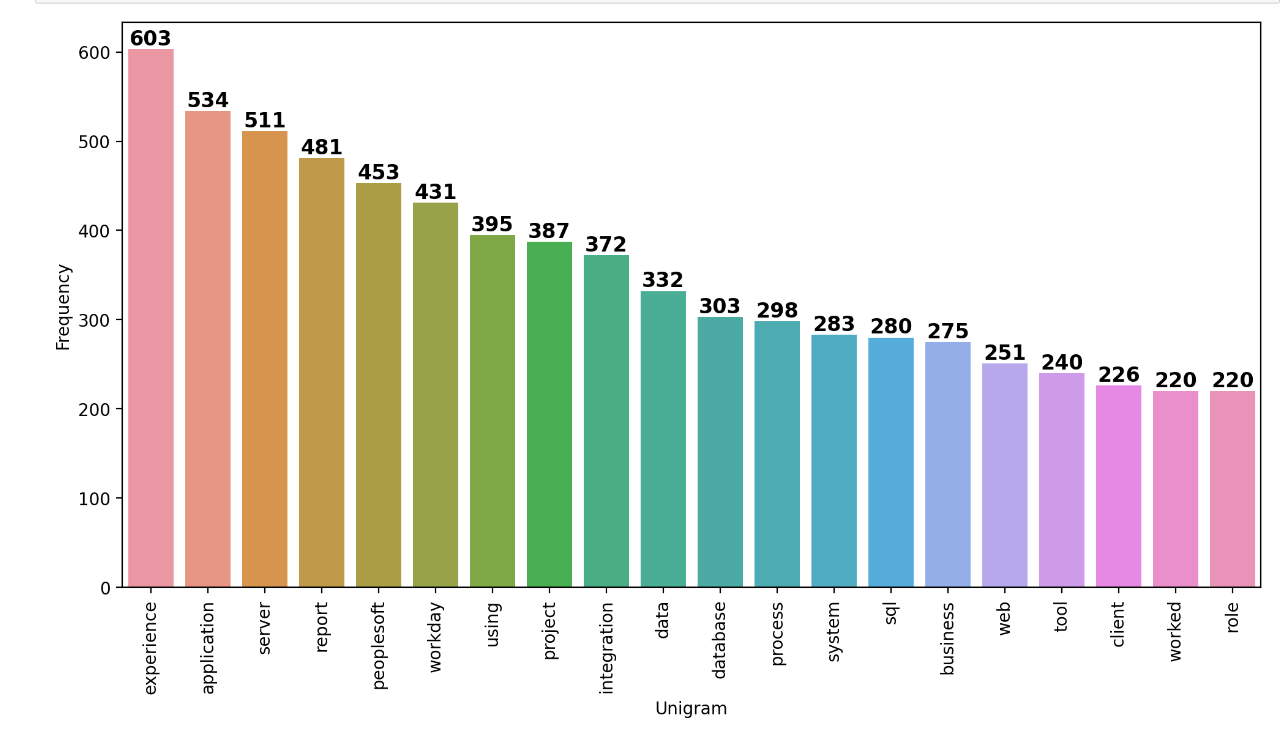 603
534
511
481
453
431
395
387
372
332
303
298
283
280
275
251
240
226
220
220
600
500
400
300
200
100
0
Frequency
experience
application
server
report
peoplesoft
workday
using
project
integration
data
database
process
system
sql
business
web
tool
client
worked
role
Unigram